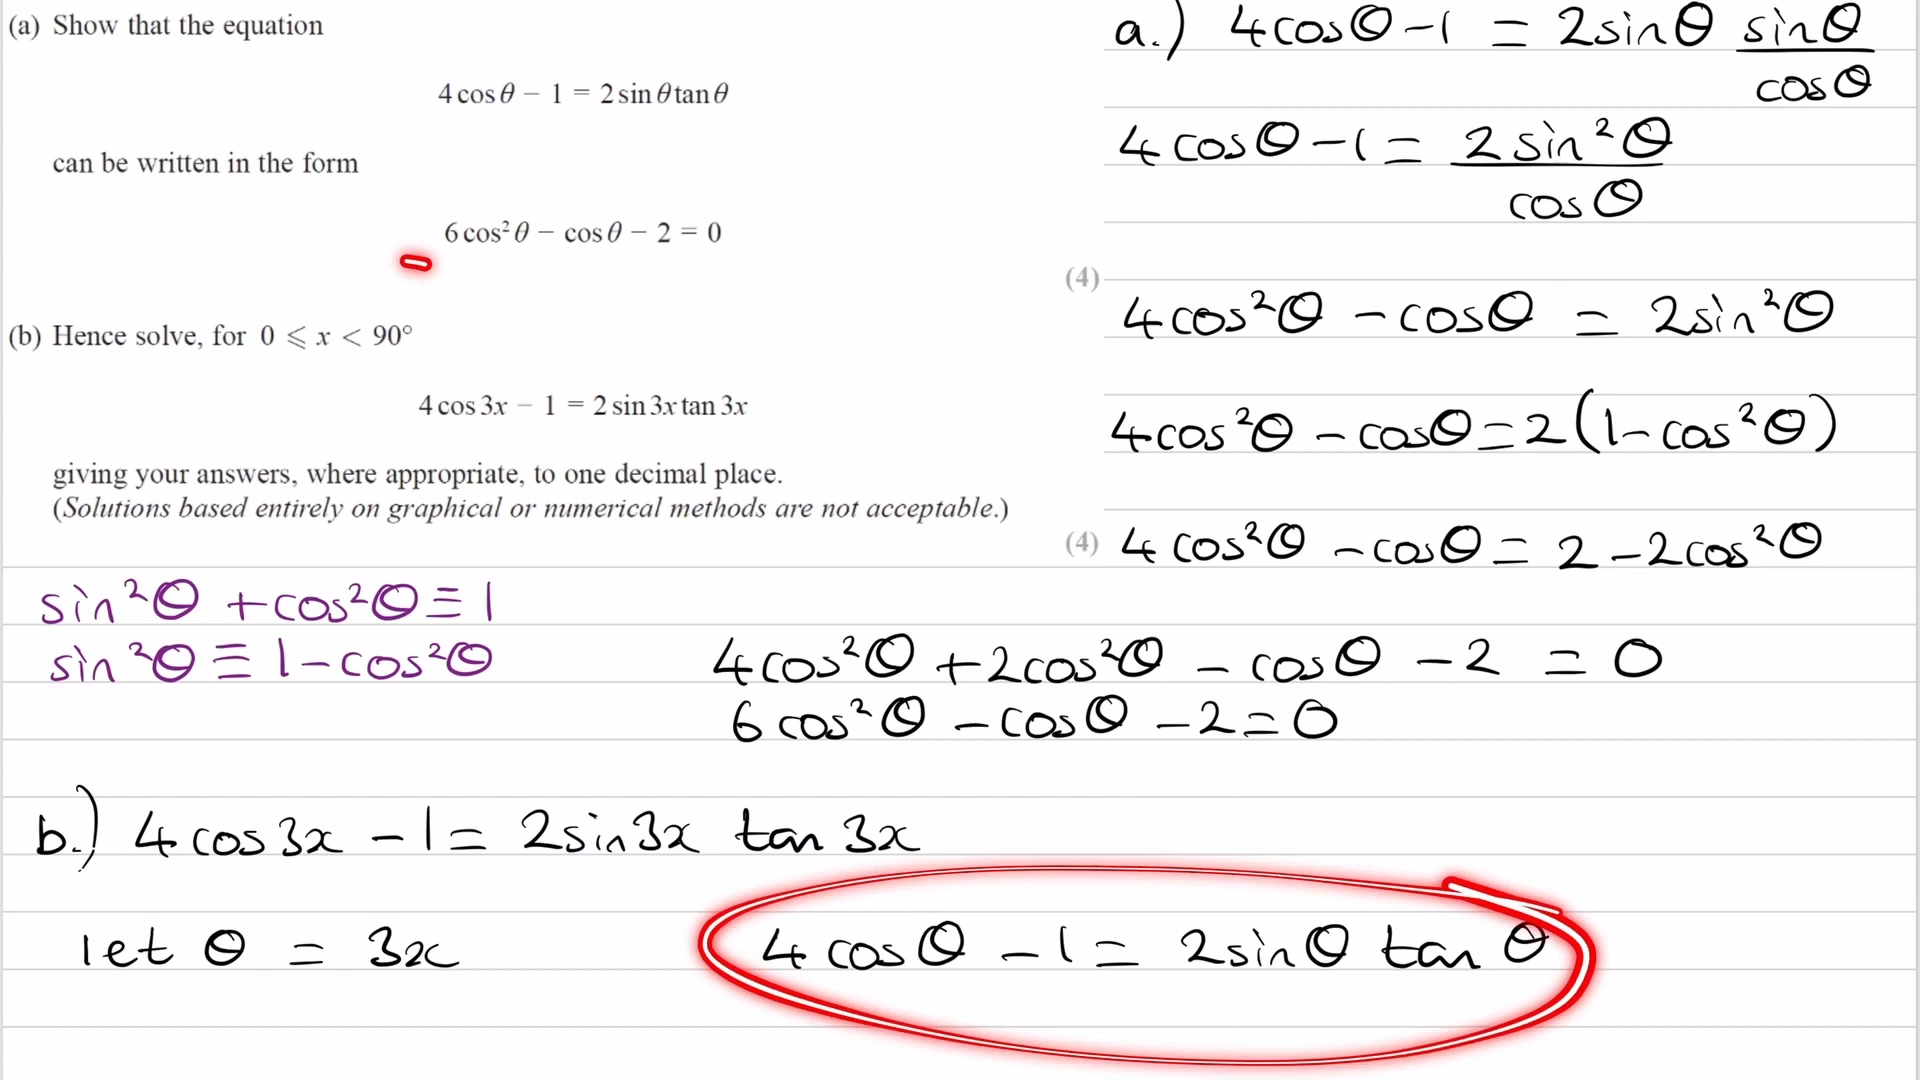 (a) Show that the equation
4 cos θ − 1 = 2 sin θ tan θ
can be written in the form
6 cos² θ − cos θ − 2 = 0
(4)
(b) Hence solve, for 0 ⩽ x < 90°
4 cos 3x − 1 = 2 sin 3x tan 3x
giving your answers, where appropriate, to one decimal place.
(Solutions based entirely on graphical or numerical methods are not acceptable.)
(4)
sin²θ + cos²θ ≡ 1
sin²θ ≡ 1 − cos²θ
a.) 4cosθ − 1 = 2sinθ sinθ/cosθ
4cosθ − 1 = 2sin²θ/cosθ
4cos²θ − cosθ = 2sin²θ
4cos²θ − cosθ = 2(1 − cos²θ)
4cos²θ − cosθ = 2 − 2cos²θ
4cos²θ + 2cos²θ − cosθ − 2 = 0
6cos²θ − cosθ − 2 = 0
b.) 4cos3x − 1 = 2sin3x tan3x
let θ = 3x 4cosθ − 1 = 2sinθ tanθ